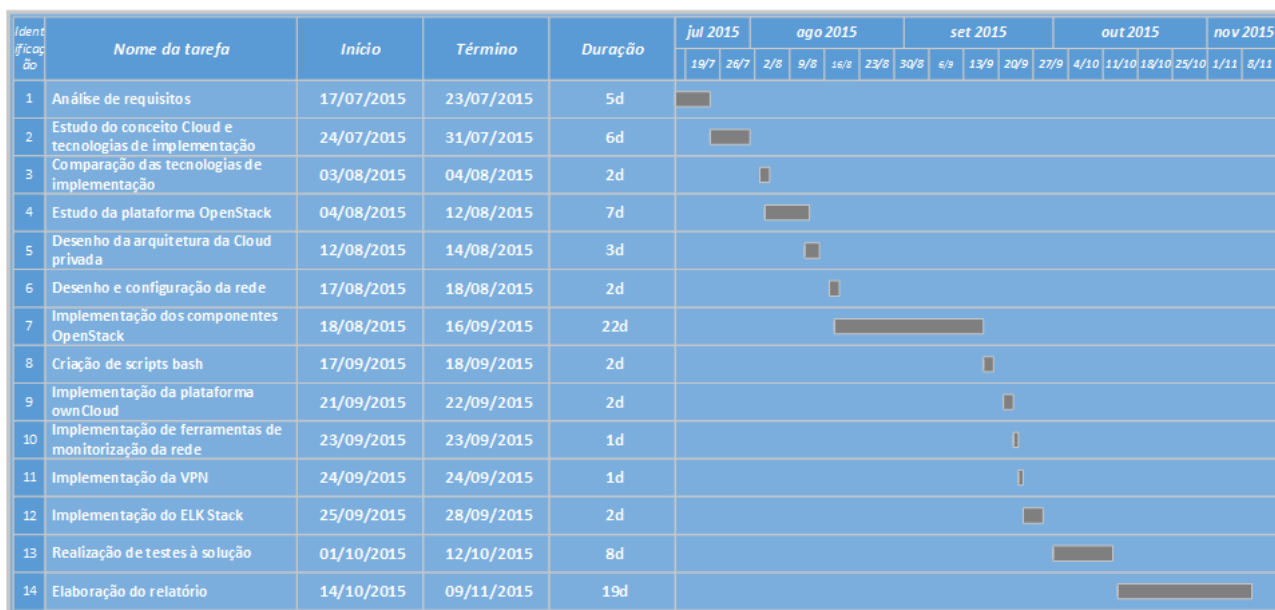 Ident
ificaç
ão
Nome da tarefa
Início
Término
Duração
jul 2015
ago 2015
set 2015
out 2015
nov 2015
19/7 26/7 2/8 9/8 16/8 23/8 30/8 6/9 13/9 20/9 27/9 4/10 11/10 18/10 25/10 1/11 8/11
1 Análise de requisitos 17/07/2015 23/07/2015 5d
2 Estudo do conceito Cloud e
tecnologias de implementação 24/07/2015 31/07/2015 6d
3 Comparação das tecnologias de
implementação 03/08/2015 04/08/2015 2d
4 Estudo da plataforma OpenStack 04/08/2015 12/08/2015 7d
5 Desenho da arquitetura da Cloud
privada 12/08/2015 14/08/2015 3d
6 Desenho e configuração da rede 17/08/2015 18/08/2015 2d
7 Implementação dos componentes
OpenStack 18/08/2015 16/09/2015 22d
8 Criação de scripts bash 17/09/2015 18/09/2015 2d
9 Implementação da plataforma
ownCloud 21/09/2015 22/09/2015 2d
10 Implementação de ferramentas de
monitorização da rede 23/09/2015 23/09/2015 1d
11 Implementação da VPN 24/09/2015 24/09/2015 1d
12 Implementação do ELK Stack 25/09/2015 28/09/2015 2d
13 Realização de testes à solução 01/10/2015 12/10/2015 8d
14 Elaboração do relatório 14/10/2015 09/11/2015 19d